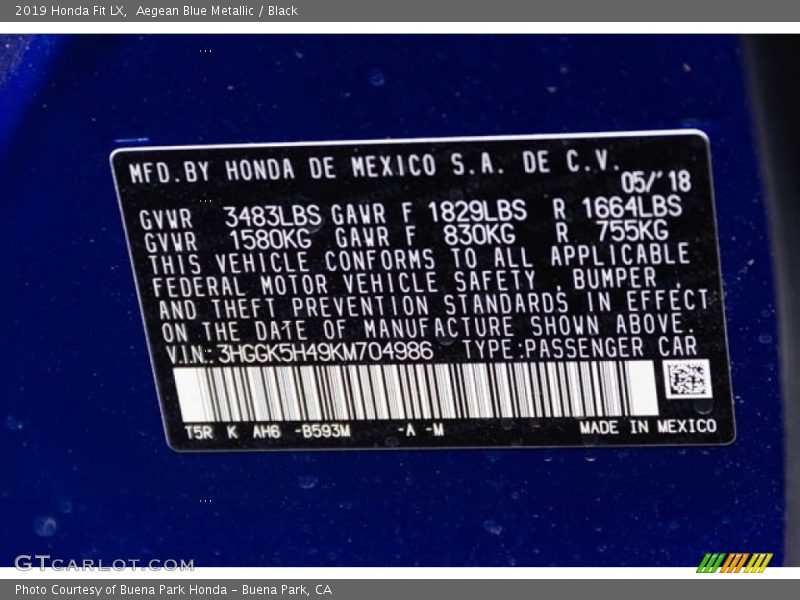 2019 Honda Fit LX, Aegean Blue Metallic / Black
MFD.BY HONDA DE MEXICO S.A. DE C.V.
05/'18
GVWR 3483LBS GAWR F 1829LBS R 1664LBS
GVWR 1580KG GAWR F 830KG R 755KG
THIS VEHICLE CONFORMS TO ALL APPLICABLE
FEDERAL MOTOR VEHICLE SAFETY ,BUMPER ,
AND THEFT PREVENTION STANDARDS IN EFFECT
ON THE DATE OF MANUFACTURE SHOWN ABOVE.
V.I.N.:3HGGK5H49KM704986 TYPE:PASSENGER CAR
T5R K AH6 -B593M -A -M MADE IN MEXICO
GTCARLOT.COM
Photo Courtesy of Buena Park Honda - Buena Park, CA